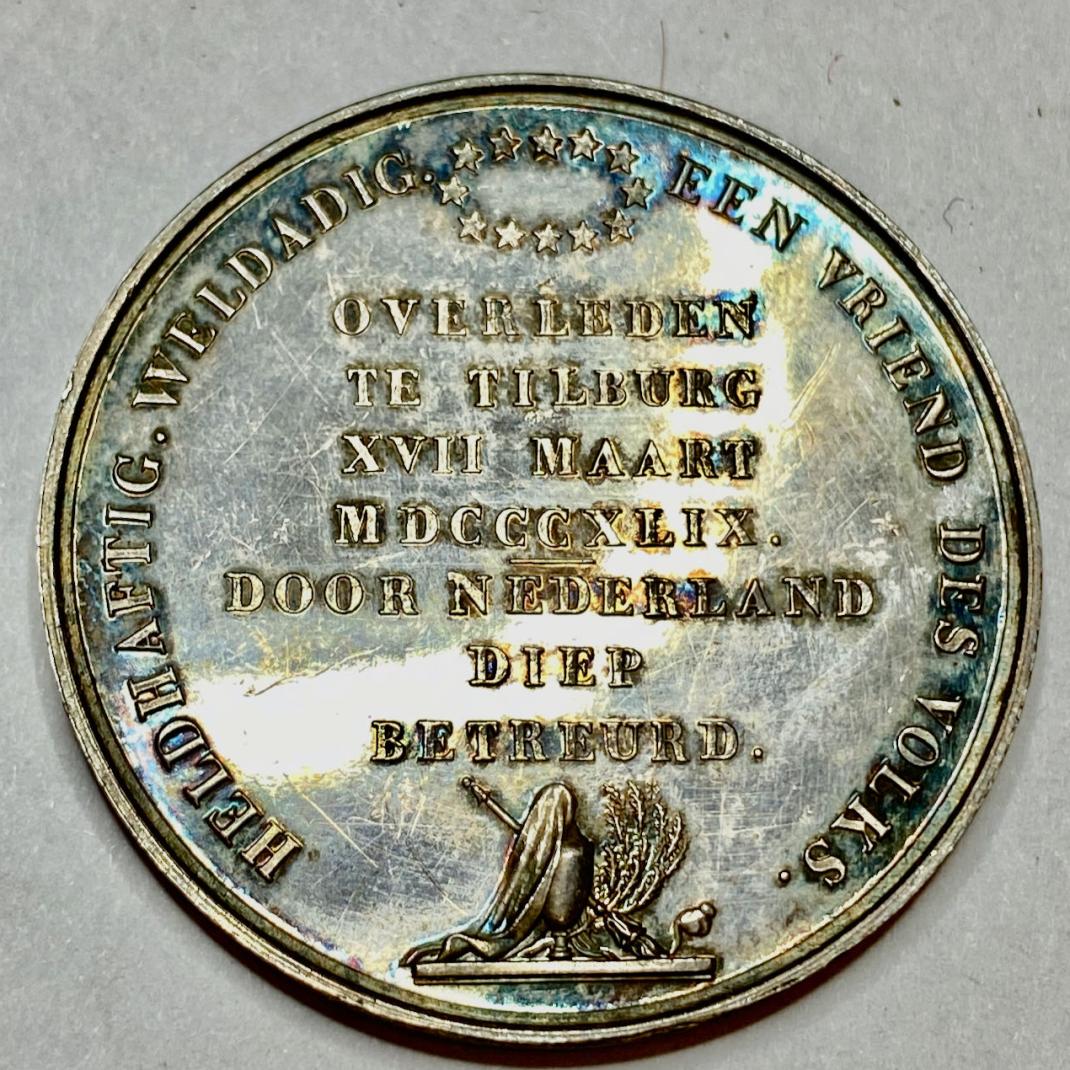 HELDHAFTIG. WELDADIG. EEN VRIEND DES VOLKS.
OVERLEDEN
TE TILBURG
XVII MAART
MDCCCXLIX.
DOOR NEDERLAND
DIEP
BETREURD.